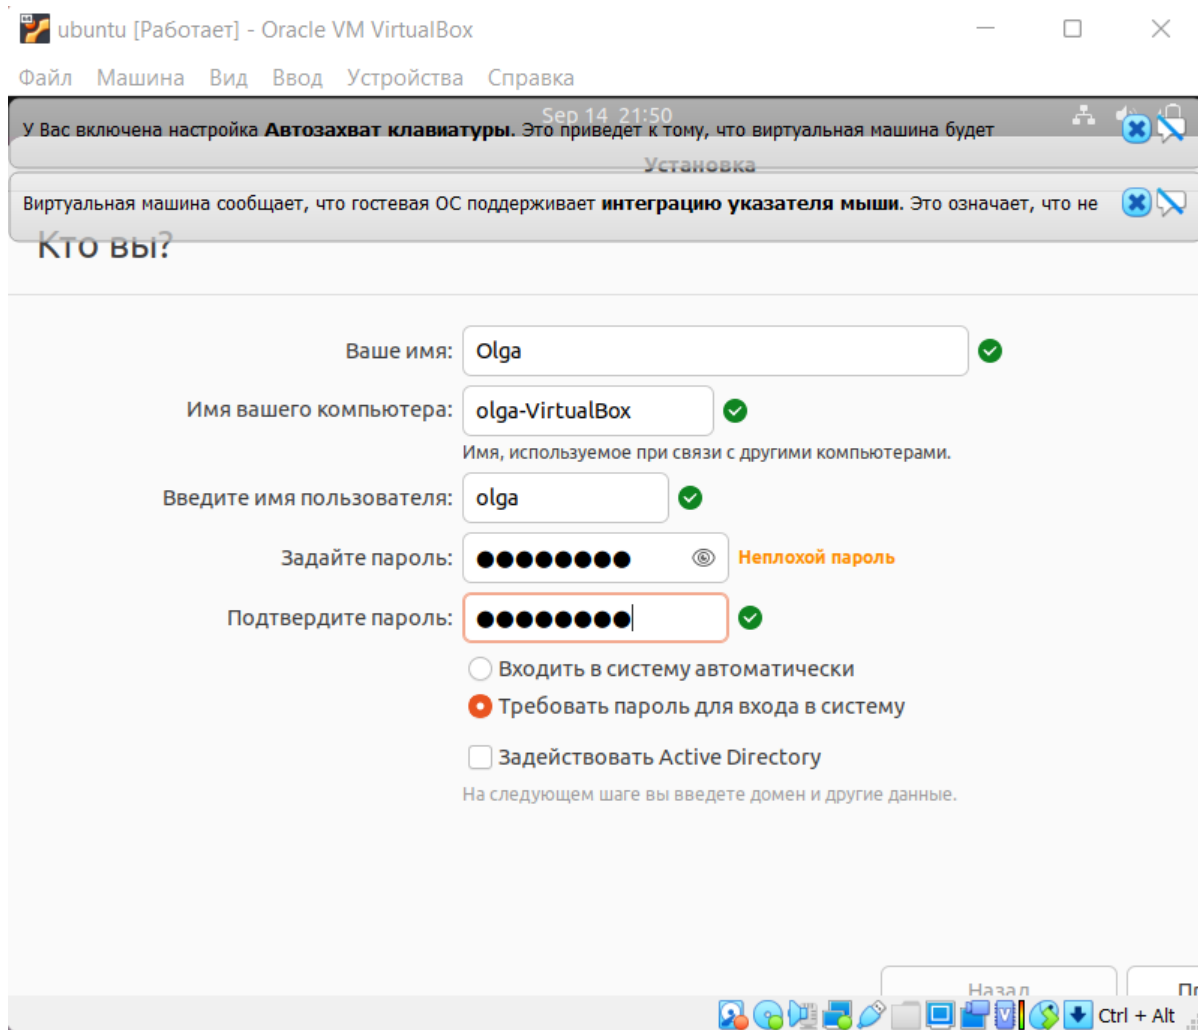 ubuntu [Работает] - Oracle VM VirtualBox
Файл Машина Вид Ввод Устройства Справка
Sep 14 21:50
У Вас включена настройка Автозахват клавиатуры. Это приведет к тому, что виртуальная машина будет
Установка
Виртуальная машина сообщает, что гостевая ОС поддерживает интеграцию указателя мыши. Это означает, что не
Кто вы?
Ваше имя: Olga
Имя вашего компьютера: olga-VirtualBox
Имя, используемое при связи с другими компьютерами.
Введите имя пользователя: olga
Задайте пароль: ●●●●●●●● Неплохой пароль
Подтвердите пароль: ●●●●●●●●
Входить в систему автоматически
Требовать пароль для входа в систему
Задействовать Active Directory
На следующем шаге вы введете домен и другие данные.
Назад
Ctrl + Alt